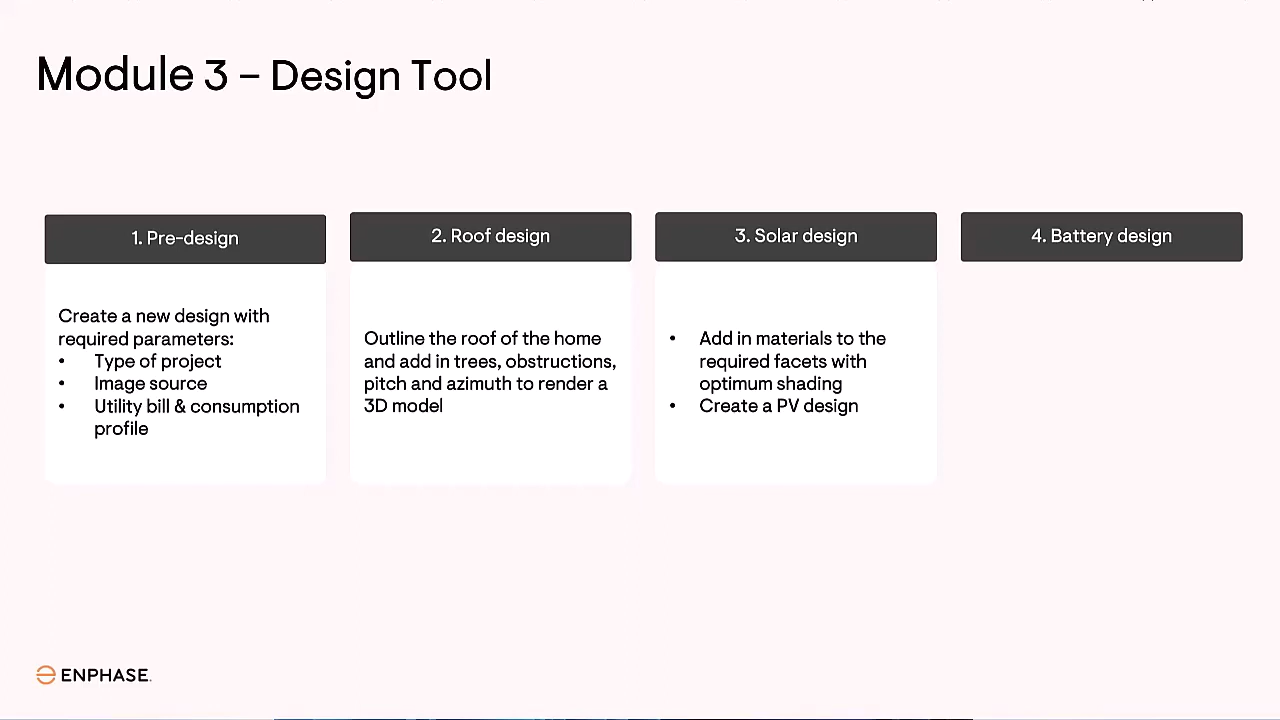 Module 3 – Design Tool
1. Pre-design
Create a new design with
required parameters:
• Type of project
• Image source
• Utility bill & consumption
profile
2. Roof design
Outline the roof of the home
and add in trees, obstructions,
pitch and azimuth to render a
3D model
3. Solar design
• Add in materials to the
required facets with
optimum shading
• Create a PV design
4. Battery design
ENPHASE.